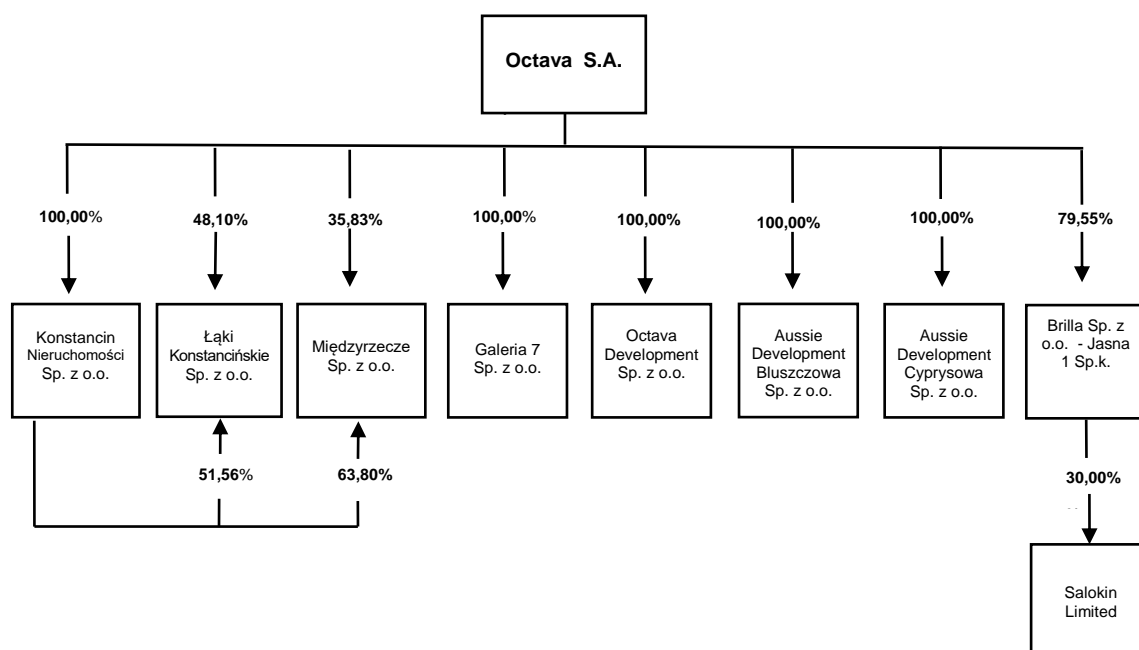 Octava S.A.
100,00%
48,10%
35,83%
100,00%
100,00%
100,00%
100,00%
79,55%
Konstancin
Nieruchomości
Sp. z o.o.
Łąki
Konstancińskie
Sp. z o.o.
Międzyrzecze
Sp. z o.o.
Galeria 7
Sp. z o.o.
Octava
Development
Sp. z o.o.
Aussie
Development
Bluszczowa
Sp. z o.o.
Aussie
Development
Cyprysowa
Sp. z o.o.
Brilla Sp. z
o.o. - Jasna
1 Sp.k.
51,56%
63,80%
30,00%
Salokin
Limited